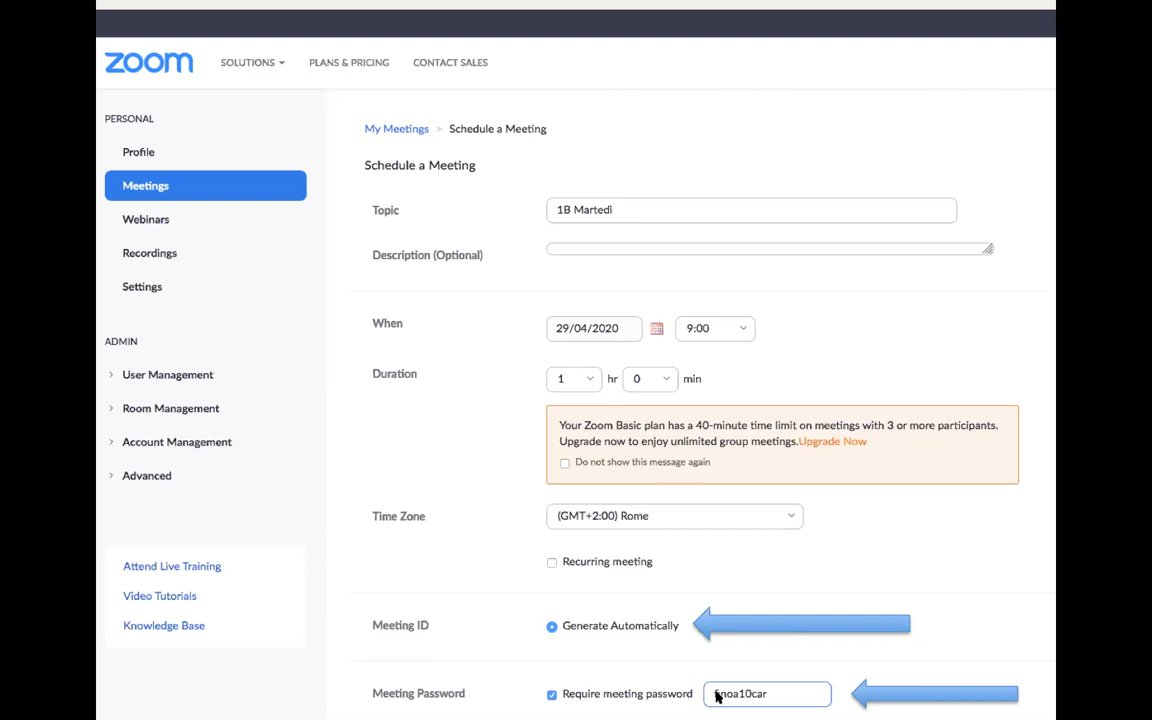 zoom SOLUTIONS PLANS & PRICING CONTACT SALES
PERSONAL
Profile
Meetings
Webinars
Recordings
Settings
ADMIN
User Management
Room Management
Account Management
Advanced
Attend Live Training
Video Tutorials
Knowledge Base
My Meetings > Schedule a Meeting
Schedule a Meeting
Topic 1B Martedì
Description (Optional)
When 29/04/2020 9:00
Duration 1 hr 0 min
Your Zoom Basic plan has a 40-minute time limit on meetings with 3 or more participants.
Upgrade now to enjoy unlimited group meetings.Upgrade Now
Do not show this message again
Time Zone (GMT+2:00) Rome
Recurring meeting
Meeting ID Generate Automatically
Meeting Password Require meeting password